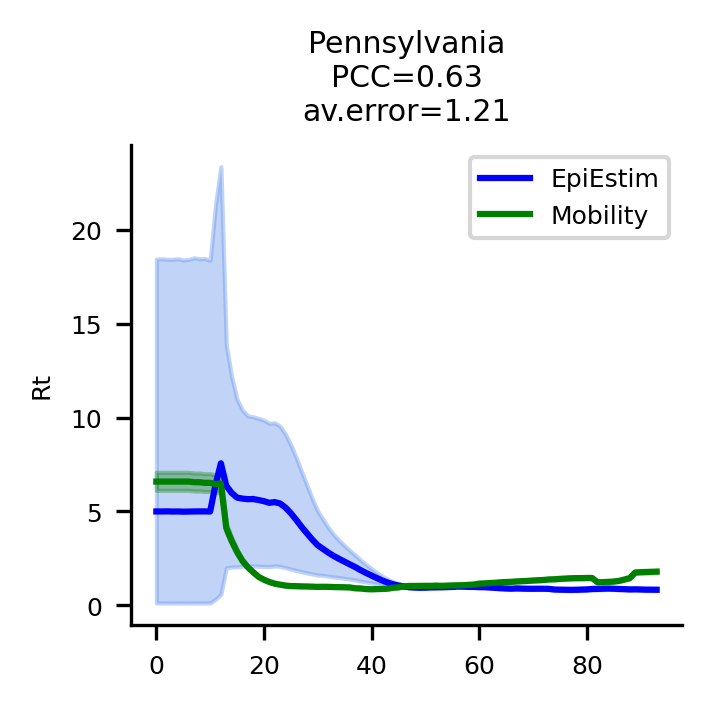 Pennsylvania
PCC=0.63
av.error=1.21
EpiEstim
Mobility
Rt
20
15
10
5
0
0 20 40 60 80